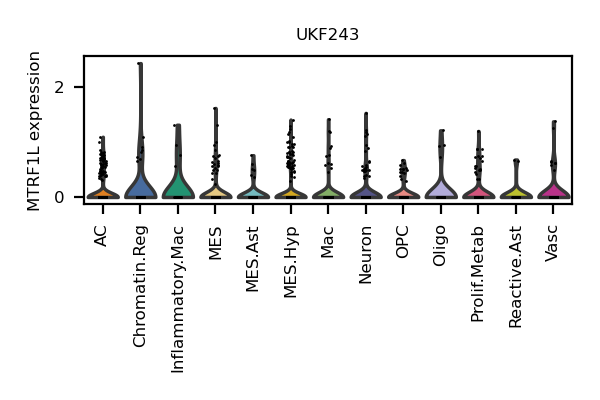 UKF243
MTRF1L expression
2
0
AC
Chromatin.Reg
Inflammatory.Mac
MES
MES.Ast
MES.Hyp
Mac
Neuron
OPC
Oligo
Prolif.Metab
Reactive.Ast
Vasc